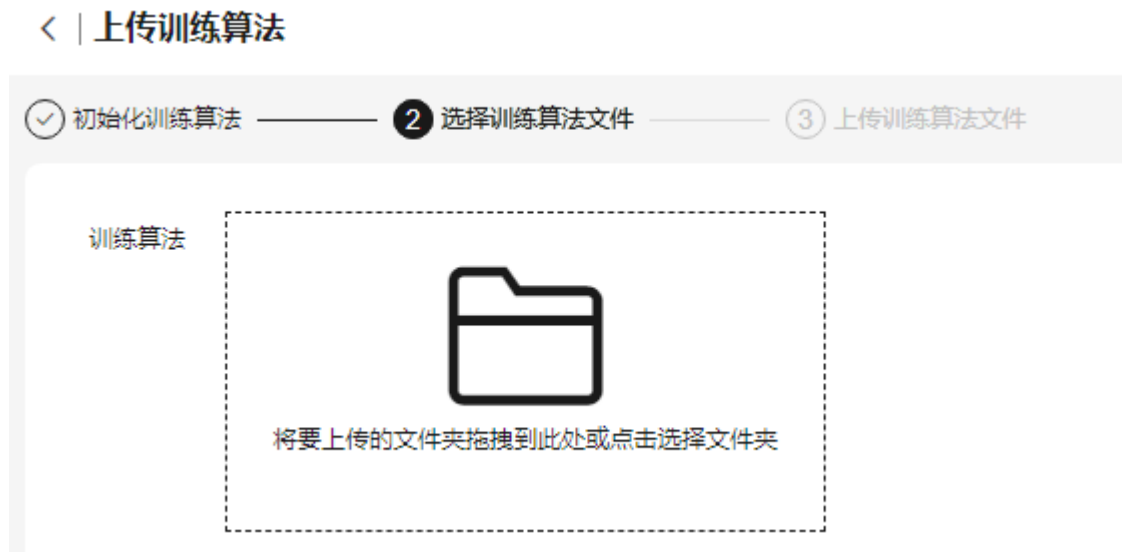 上传训练算法
初始化训练算法 2 选择训练算法文件 3 上传训练算法文件
训练算法
将要上传的文件夹拖拽到此处或点击选择文件夹